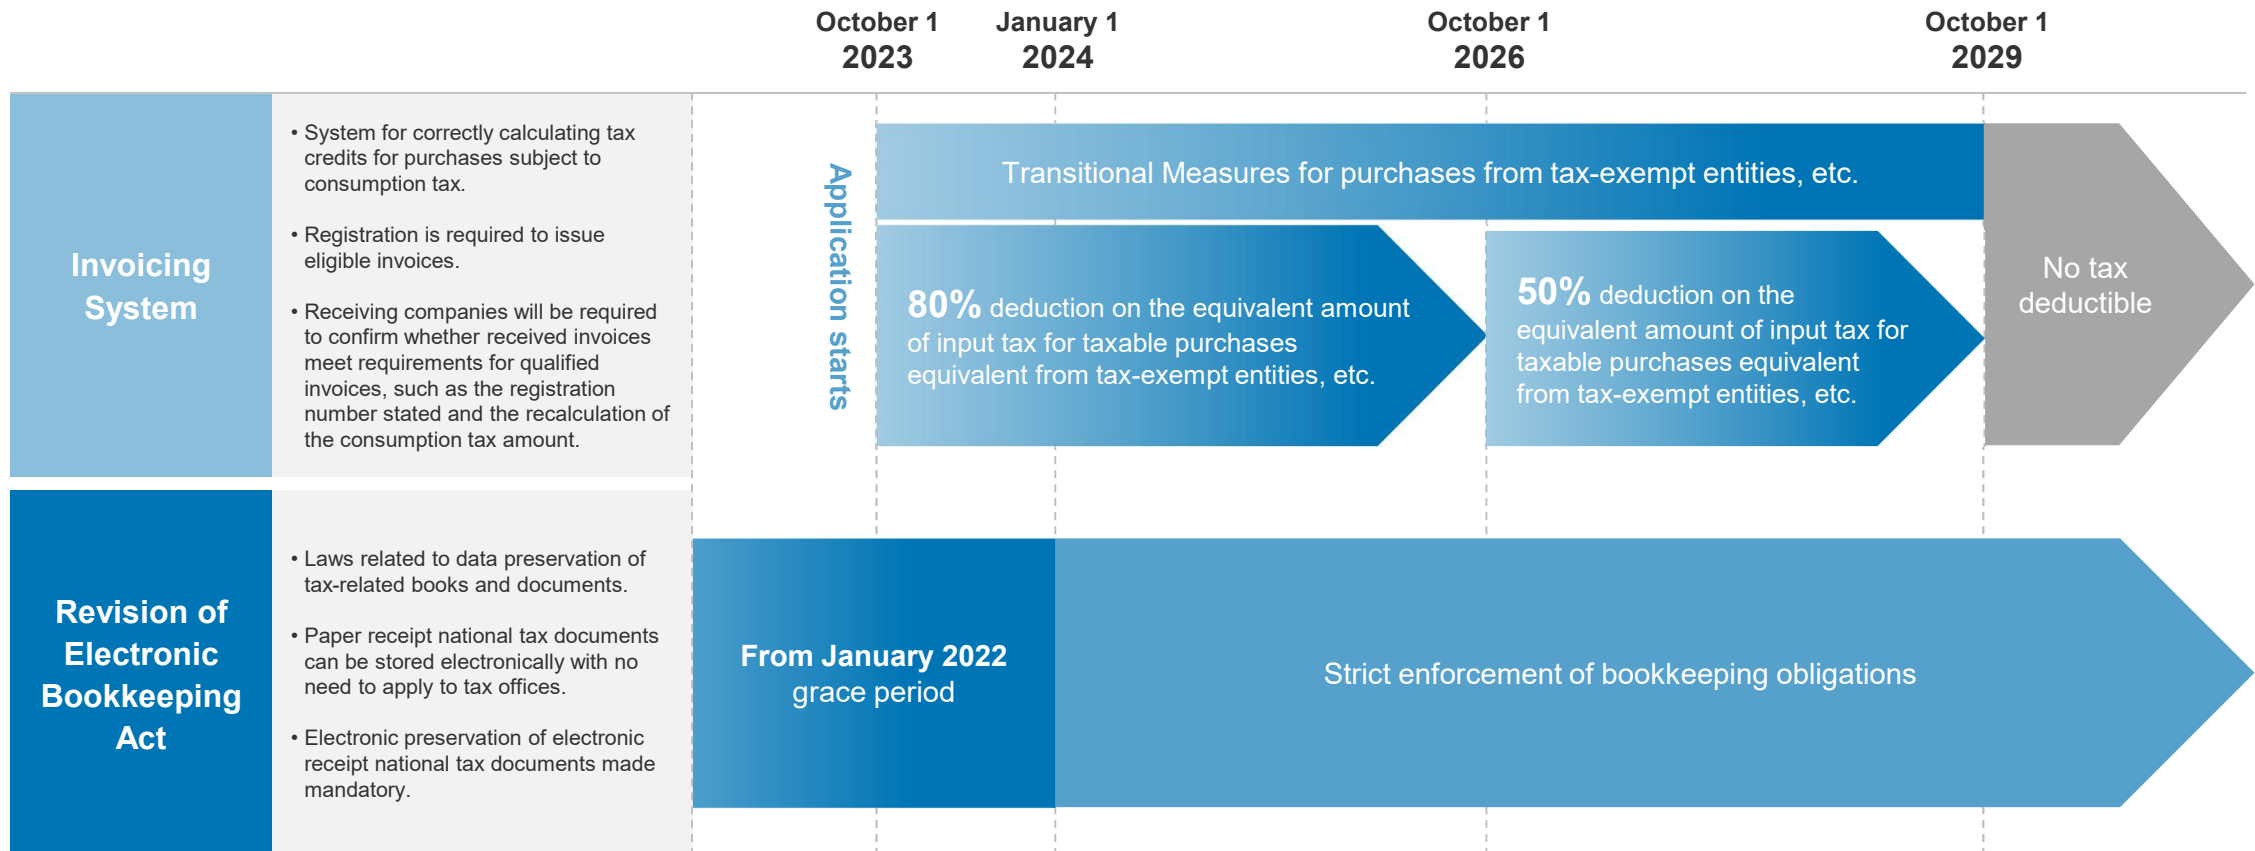 October 1
2023
January 1
2024
October 1
2026
October 1
2029
Invoicing
System
• System for correctly calculating tax
credits for purchases subject to
consumption tax.
• Registration is required to issue
eligible invoices.
• Receiving companies will be required
to confirm whether received invoices
meet requirements for qualified
invoices, such as the registration
number stated and the recalculation of
the consumption tax amount.
Application starts
Transitional Measures for purchases from tax-exempt entities, etc.
80% deduction on the equivalent amount
of input tax for taxable purchases
equivalent from tax-exempt entities, etc.
50% deduction on the
equivalent amount of input tax for
taxable purchases equivalent
from tax-exempt entities, etc.
No tax
deductible
Revision of
Electronic
Bookkeeping
Act
• Laws related to data preservation of
tax-related books and documents.
• Paper receipt national tax documents
can be stored electronically with no
need to apply to tax offices.
• Electronic preservation of electronic
receipt national tax documents made
mandatory.
From January 2022
grace period
Strict enforcement of bookkeeping obligations